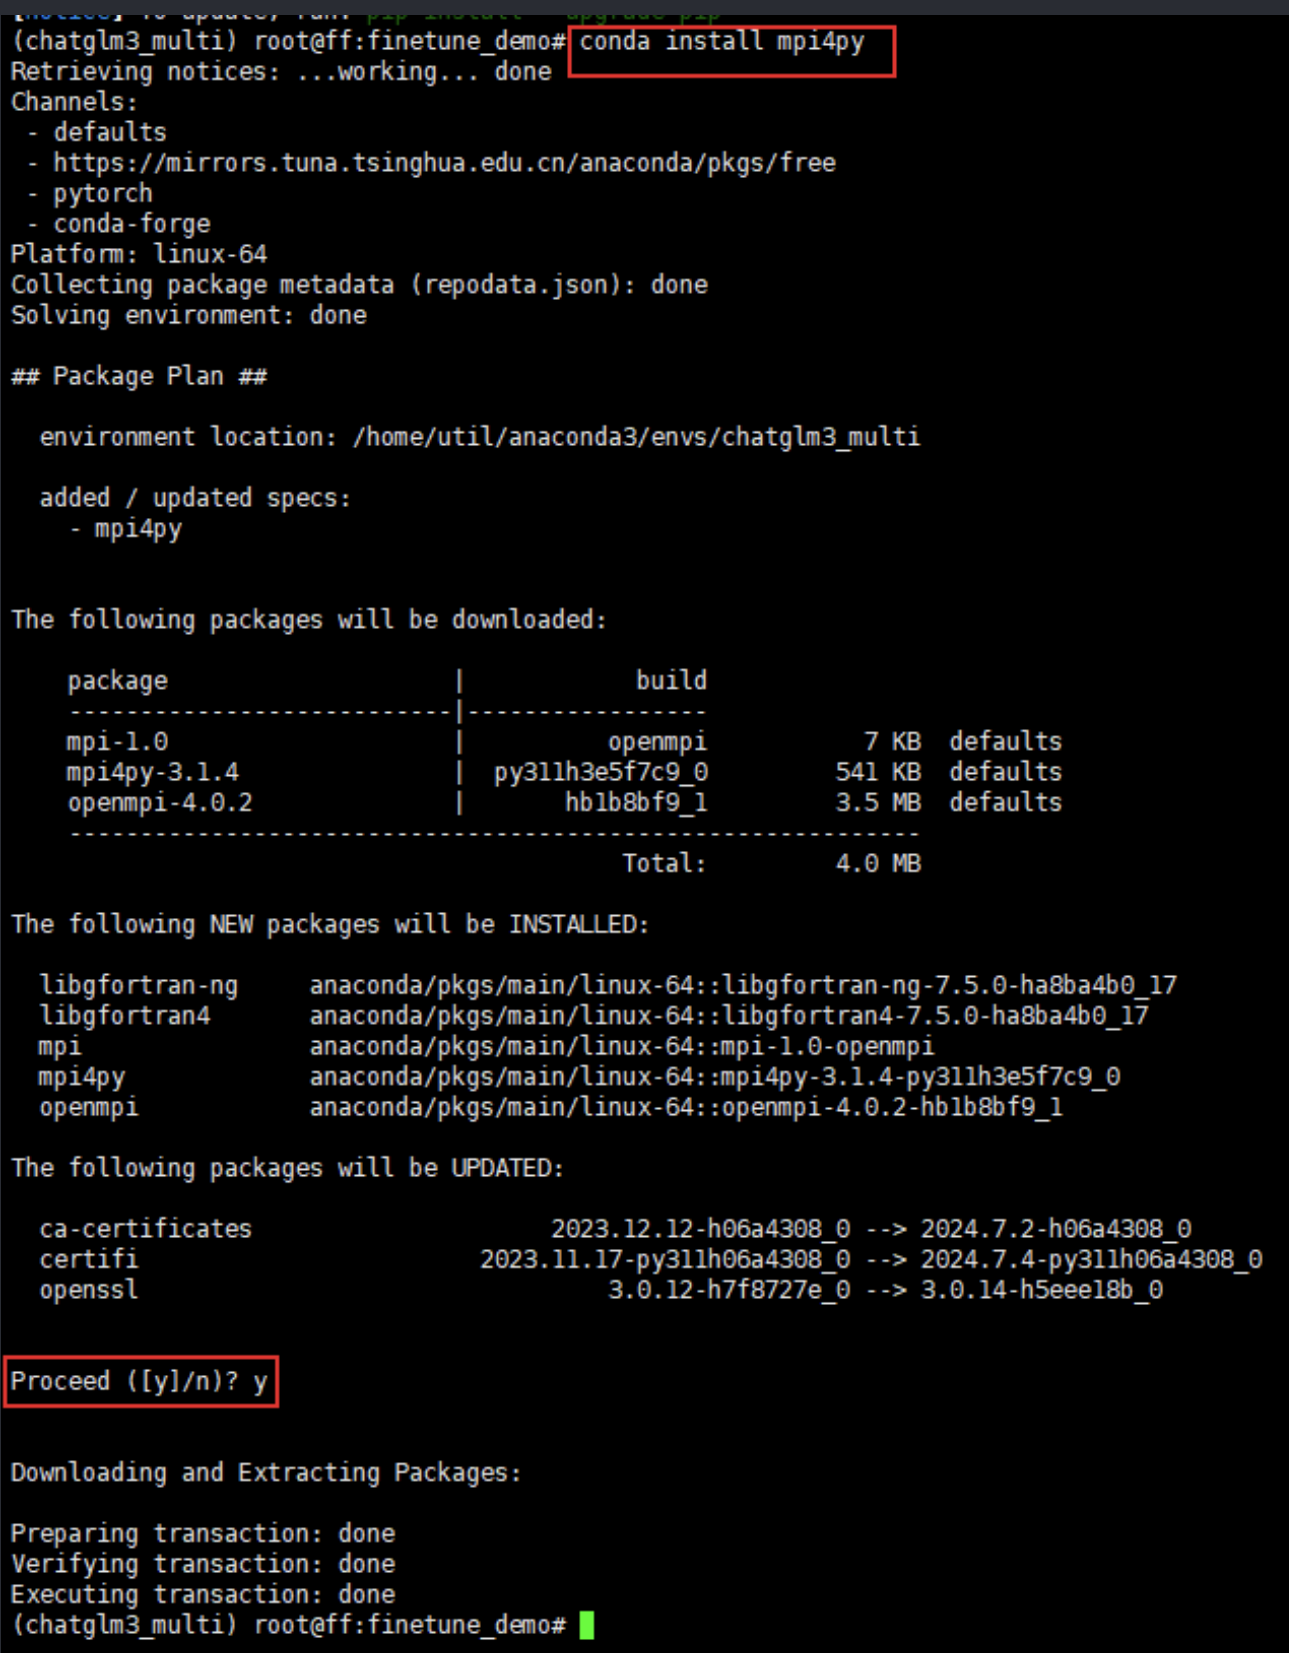 [notice] To update, run: pip install --upgrade pip
(chatglm3_multi) root@ff:finetune_demo# conda install mpi4py
Retrieving notices: ...working... done
Channels:
 - defaults
 - https://mirrors.tuna.tsinghua.edu.cn/anaconda/pkgs/free
 - pytorch
 - conda-forge
Platform: linux-64
Collecting package metadata (repodata.json): done
Solving environment: done
## Package Plan ##
  environment location: /home/util/anaconda3/envs/chatglm3_multi
  added / updated specs:
    - mpi4py
The following packages will be downloaded:
    package                    |            build
    ---------------------------|-----------------
    mpi-1.0                    |          openmpi           7 KB  defaults
    mpi4py-3.1.4               |  py311h3e5f7c9_0         541 KB  defaults
    openmpi-4.0.2              |       hb1b8bf9_1         3.5 MB  defaults
    ------------------------------------------------------------
                                           Total:         4.0 MB
The following NEW packages will be INSTALLED:
  libgfortran-ng     anaconda/pkgs/main/linux-64::libgfortran-ng-7.5.0-ha8ba4b0_17
  libgfortran4       anaconda/pkgs/main/linux-64::libgfortran4-7.5.0-ha8ba4b0_17
  mpi                anaconda/pkgs/main/linux-64::mpi-1.0-openmpi
  mpi4py             anaconda/pkgs/main/linux-64::mpi4py-3.1.4-py311h3e5f7c9_0
  openmpi            anaconda/pkgs/main/linux-64::openmpi-4.0.2-hb1b8bf9_1
The following packages will be UPDATED:
  ca-certificates                     2023.12.12-h06a4308_0 --> 2024.7.2-h06a4308_0
  certifi                        2023.11.17-py311h06a4308_0 --> 2024.7.4-py311h06a4308_0
  openssl                                 3.0.12-h7f8727e_0 --> 3.0.14-h5eee18b_0
Proceed ([y]/n)? y
Downloading and Extracting Packages:
Preparing transaction: done
Verifying transaction: done
Executing transaction: done
(chatglm3_multi) root@ff:finetune_demo#